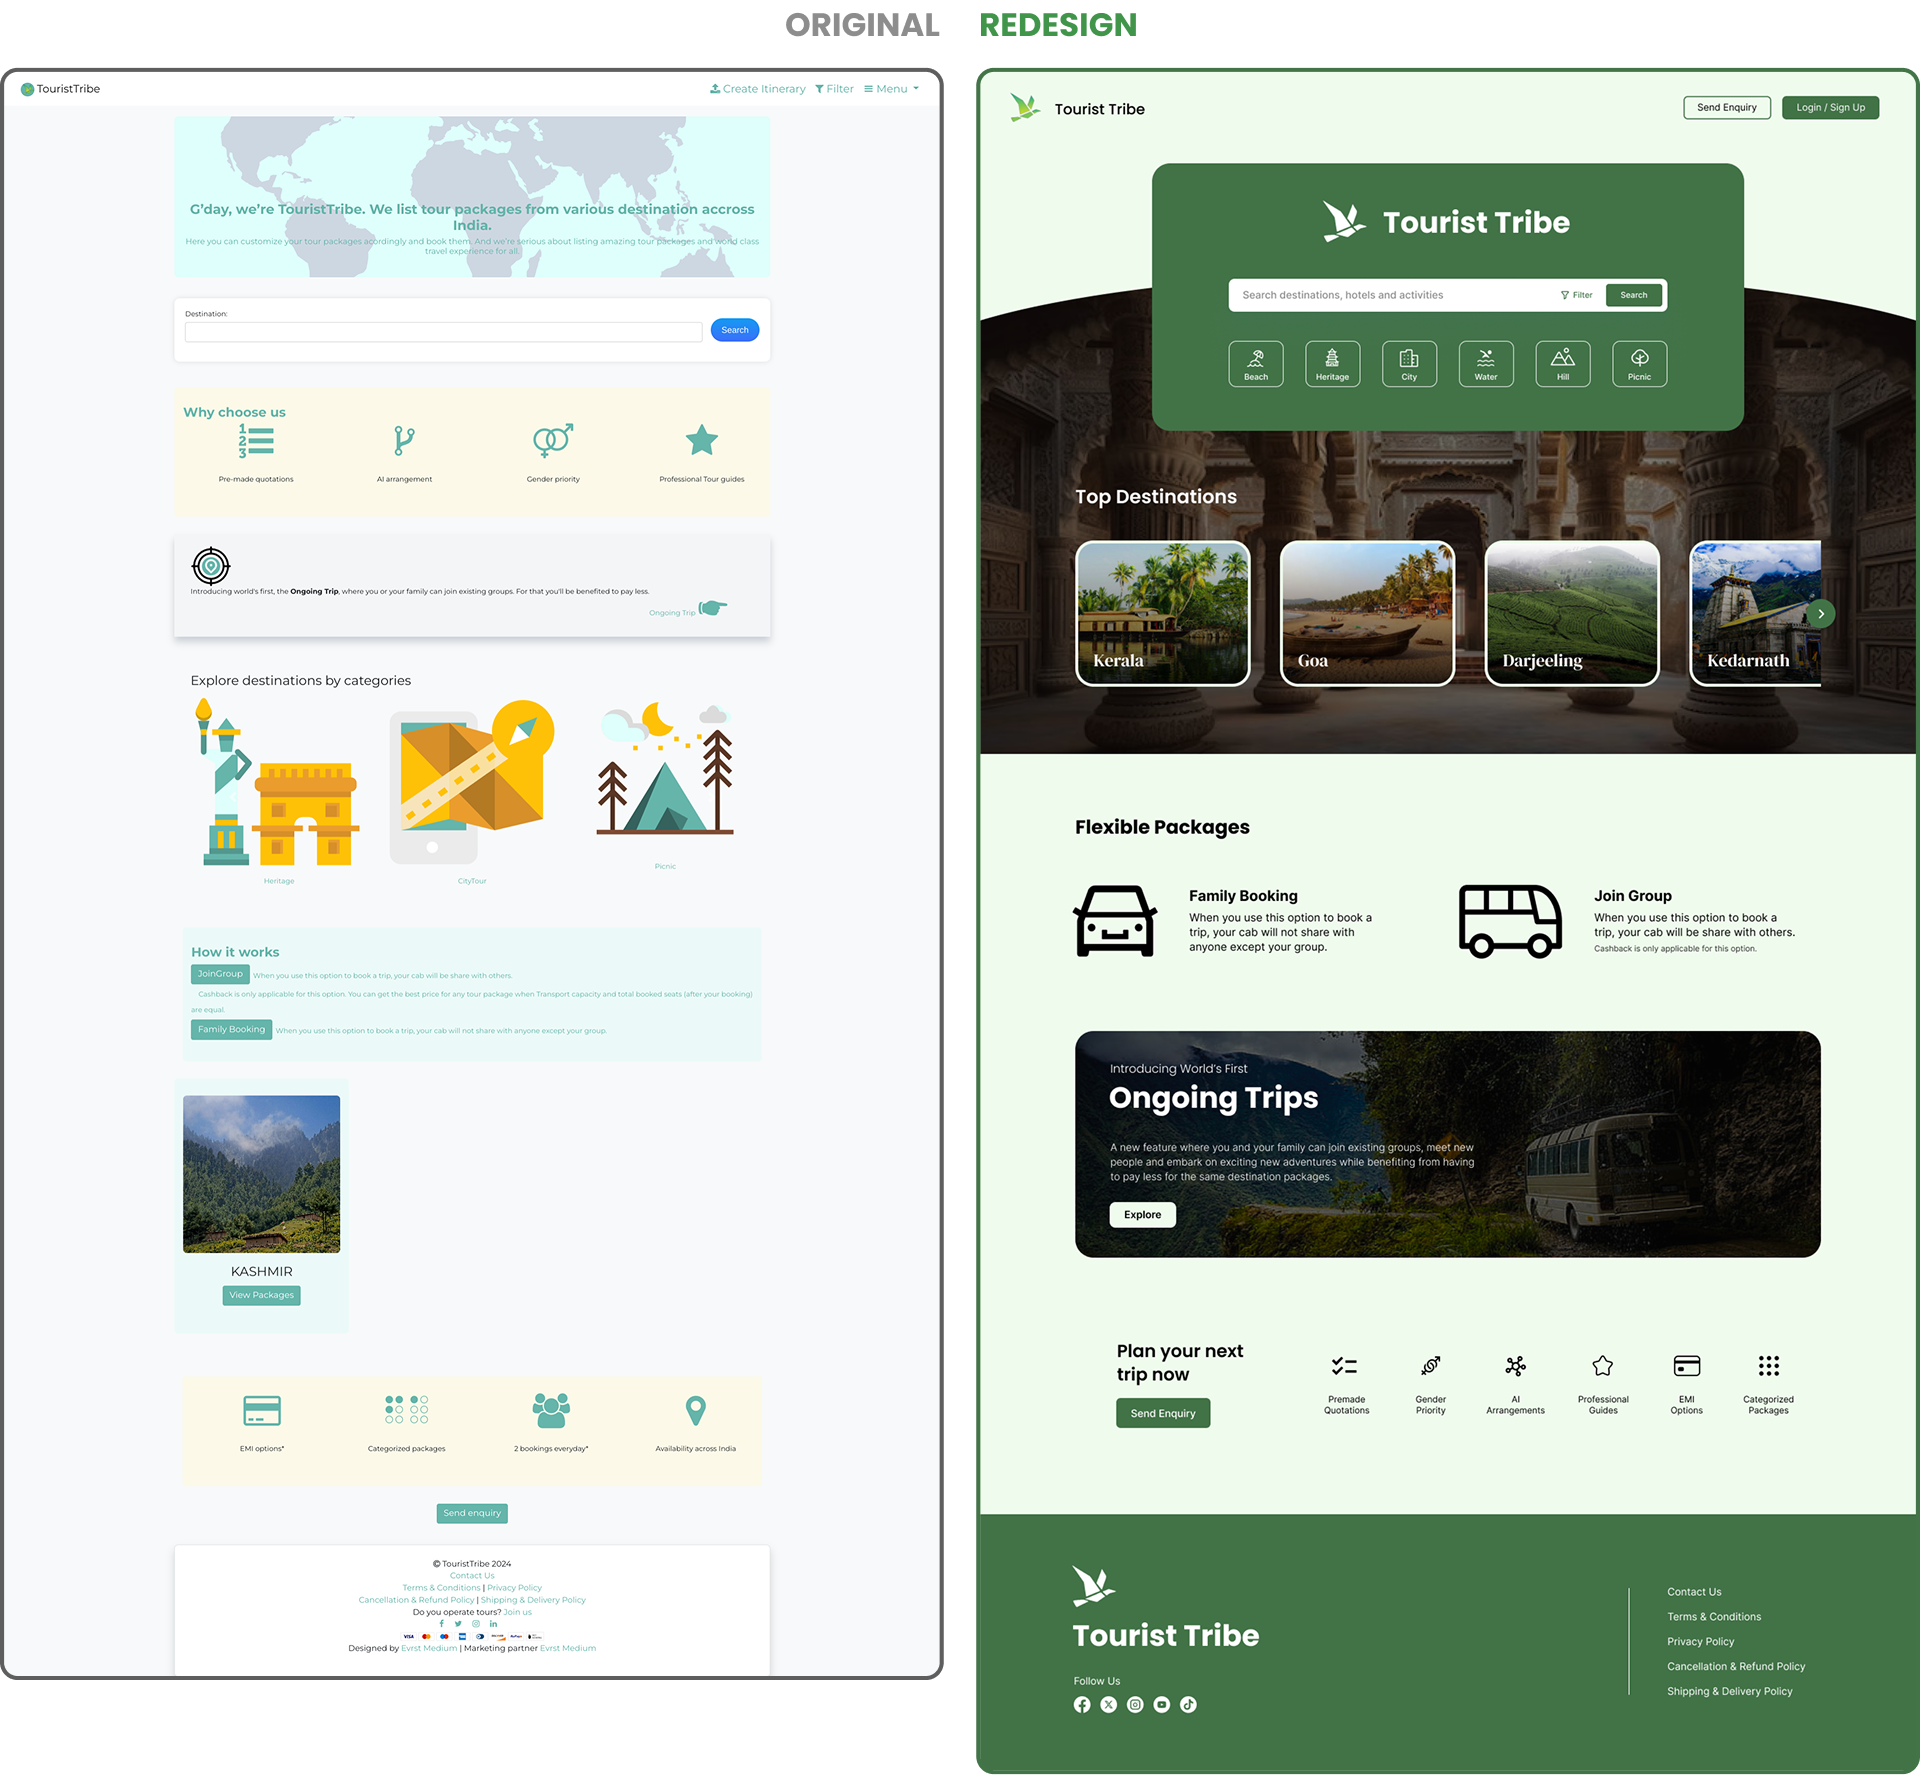 ORIGINAL
REDESIGN
TouristTribe
Create Itinerary
Filter
Menu
G'day, we're TouristTribe. We list tour packages from various destination accross
India.
Here you can customize your tour packages acordingly and book them. And we're serious about listing amazing tour packages and world class
travel experience for all.
Destination:
Search
Why choose us
1
2
3
Pre-made quotations
AI arrangement
Gender priority
Professional Tour guides
Introducing world's first, the Ongoing Trip, where you or your family can join existing groups. For that you'll be benefited to pay less.
Ongoing Trip
Explore destinations by categories
Heritage
CityTour
Picnic
How it works
JoinGroup When you use this option to book a trip, your cab will be share with others.
Cashback is only applicable for this option. You can get the best price for any tour package when Transport capacity and total booked seats (after your booking)
are equal.
Family Booking When you use this option to book a trip, your cab will not share with anyone except your group.
KASHMIR
View Packages
EMI options*
Categorized packages
2 bookings everyday*
Availability across India
Send enquiry
© TouristTribe 2024
Contact Us
Terms & Conditions | Privacy Policy
Cancellation & Refund Policy | Shipping & Delivery Policy
Do you operate tours? Join us
VISA
Designed by Evrst Medium | Marketing partner Evrst Medium
Tourist Tribe
Send Enquiry
Login / Sign Up
Tourist Tribe
Search destinations, hotels and activities
Filter
Search
Beach
Heritage
City
Water
Hill
Picnic
Top Destinations
Kerala
Goa
Darjeeling
Kedarnath
Flexible Packages
Family Booking
When you use this option to book a
trip, your cab will not share with
anyone except your group.
Join Group
When you use this option to book a
trip, your cab will be share with others.
Cashback is only applicable for this option.
Introducing World's First
Ongoing Trips
A new feature where you and your family can join existing groups, meet new
people and embark on exciting new adventures while benefiting from having
to pay less for the same destination packages.
Explore
Plan your next
trip now
Send Enquiry
Premade
Quotations
Gender
Priority
AI
Arrangements
Professional
Guides
EMI
Options
Categorized
Packages
Tourist Tribe
Follow Us
Contact Us
Terms & Conditions
Privacy Policy
Cancellation & Refund Policy
Shipping & Delivery Policy